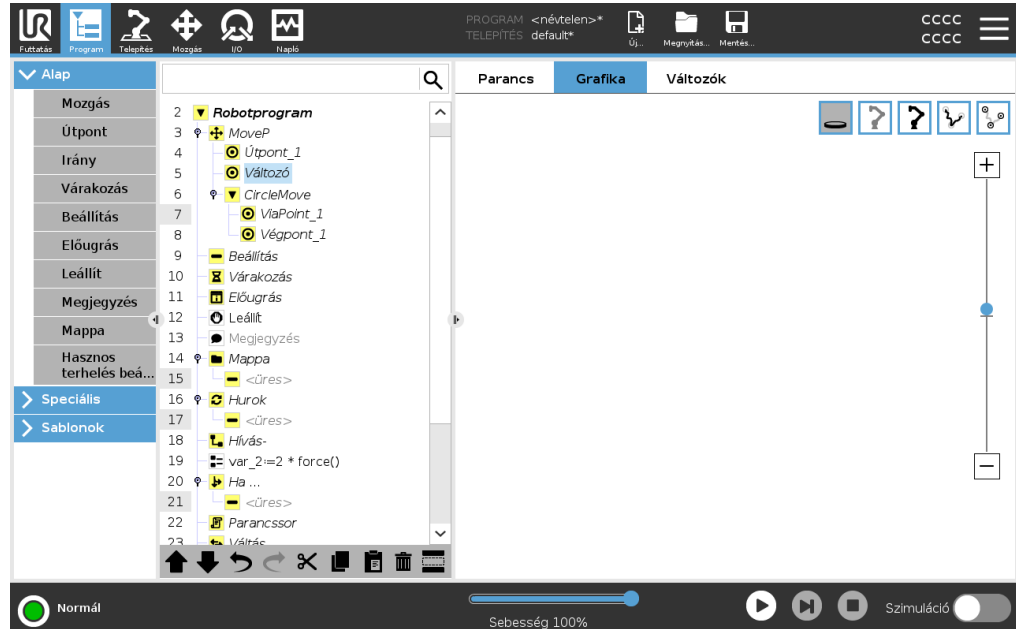 UR
PROGRAM <névtelen>*
TELEPÍTÉS default*
CCCC
CCCC
Futtatás Program Telepítés Mozgás I/O Napló Új... Megnyitás... Mentés...
Alap
Mozgás
Útpont
Irány
Várakozás
Beállítás
Előugrás
Leállít
Megjegyzés
Mappa
Hasznos
terhelés beá...
Speciális
Sablonok
2 Robotprogram
3 MoveP
4 Útpont_1
5 Változó
6 CircleMove
7 ViaPoint_1
8 Végpont_1
9 Beállítás
10 Várakozás
11 Előugrás
12 Leállít
13 Megjegyzés
14 Mappa
15 <üres>
16 Hurok
17 <üres>
18 Hívás-
19 var_2:=2 * force()
20 Ha ...
21 <üres>
22 Parancssor
23 Váltás
Parancs Grafika Változók
Normál
Sebesség 100%
Szimuláció